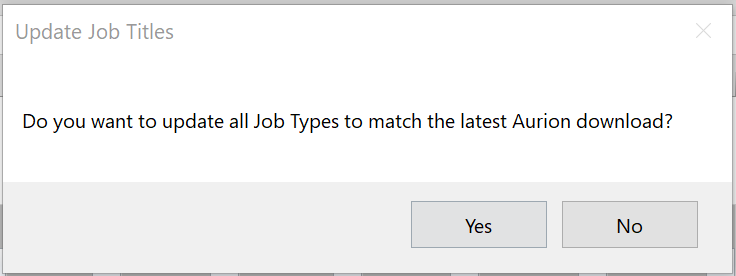 Update Job Titles
Do you want to update all Job Types to match the latest Aurion download?
Yes
No